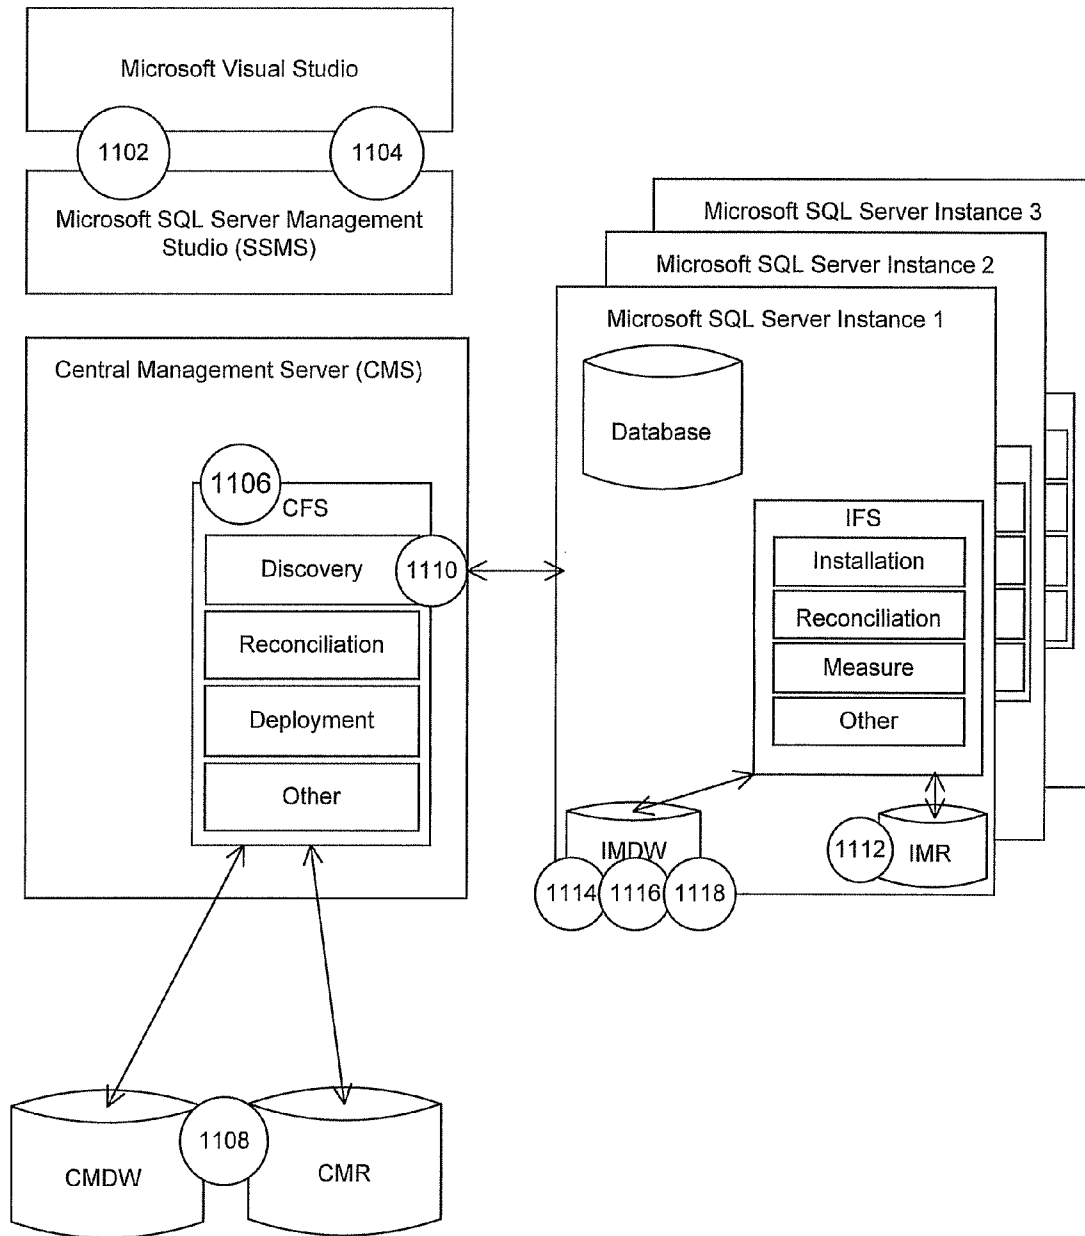 Microsoft Visual Studio
1102
1104
Microsoft SQL Server Management
Studio (SSMS)
Microsoft SQL Server Instance 3
Microsoft SQL Server Instance 2
Microsoft SQL Server Instance 1
Database
IFS
Installation
Reconciliation
Measure
Other
IMDW
1114
1116
1118
1112
IMR
Central Management Server (CMS)
1106
CFS
Discovery
1110
Reconciliation
Deployment
Other
CMDW
1108
CMR